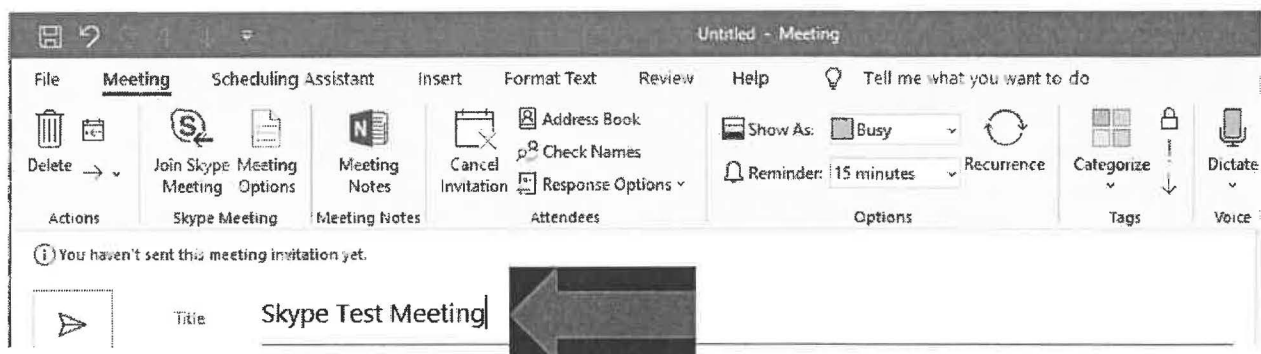 Untitled - Meeting
File Meeting Scheduling Assistant Insert Format Text Review Help Tell me what you want to do
Delete
Join Skype Meeting
Meeting Options
Meeting Notes
Cancel Invitation
Address Book
Check Names
Response Options
Show As: Busy
Reminder: 15 minutes
Recurrence
Categorize
Dictate
Actions Skype Meeting Meeting Notes Attendees Options Tags Voice
You haven't sent this meeting invitation yet.
Title Skype Test Meeting